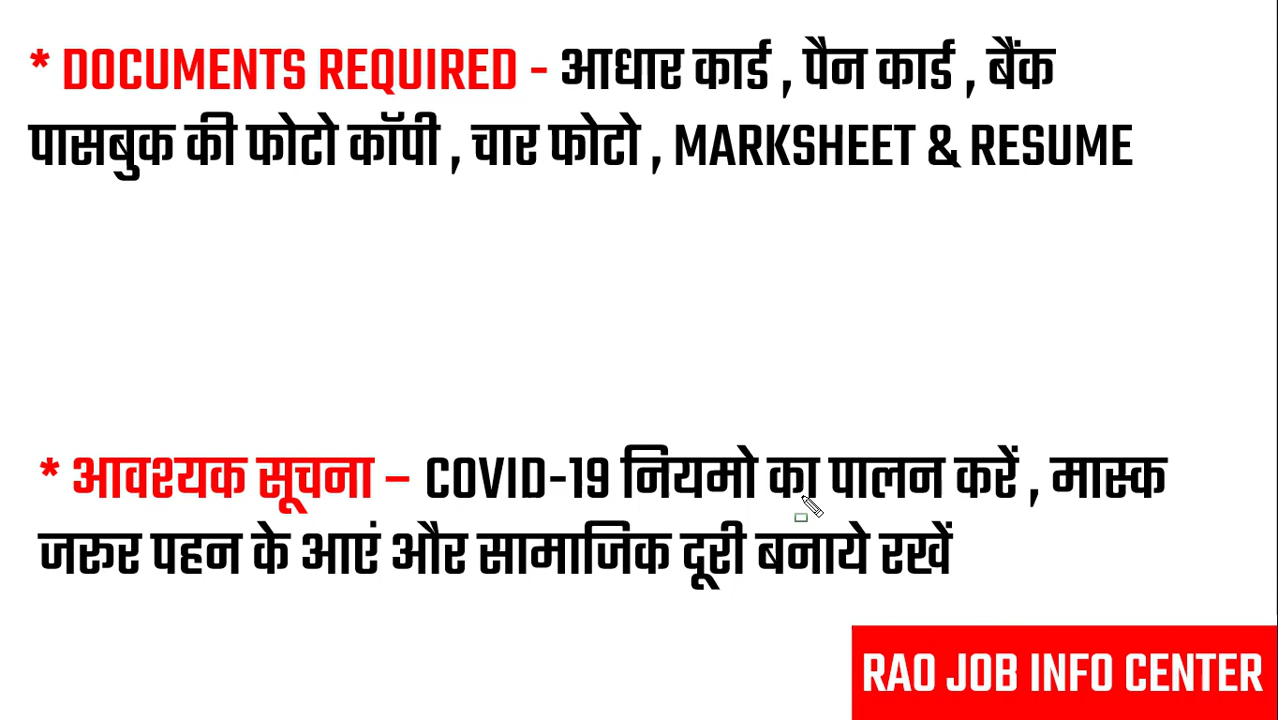 * DOCUMENTS REQUIRED - आधार कार्ड , पैन कार्ड , बैंक
पासबुक की फोटो कॉपी , चार फोटो , MARKSHEET & RESUME
* आवश्यक सूचना – COVID-19 नियमो का पालन करें , मास्क
जरूर पहन के आएं और सामाजिक दूरी बनाये रखें
RAO JOB INFO CENTER